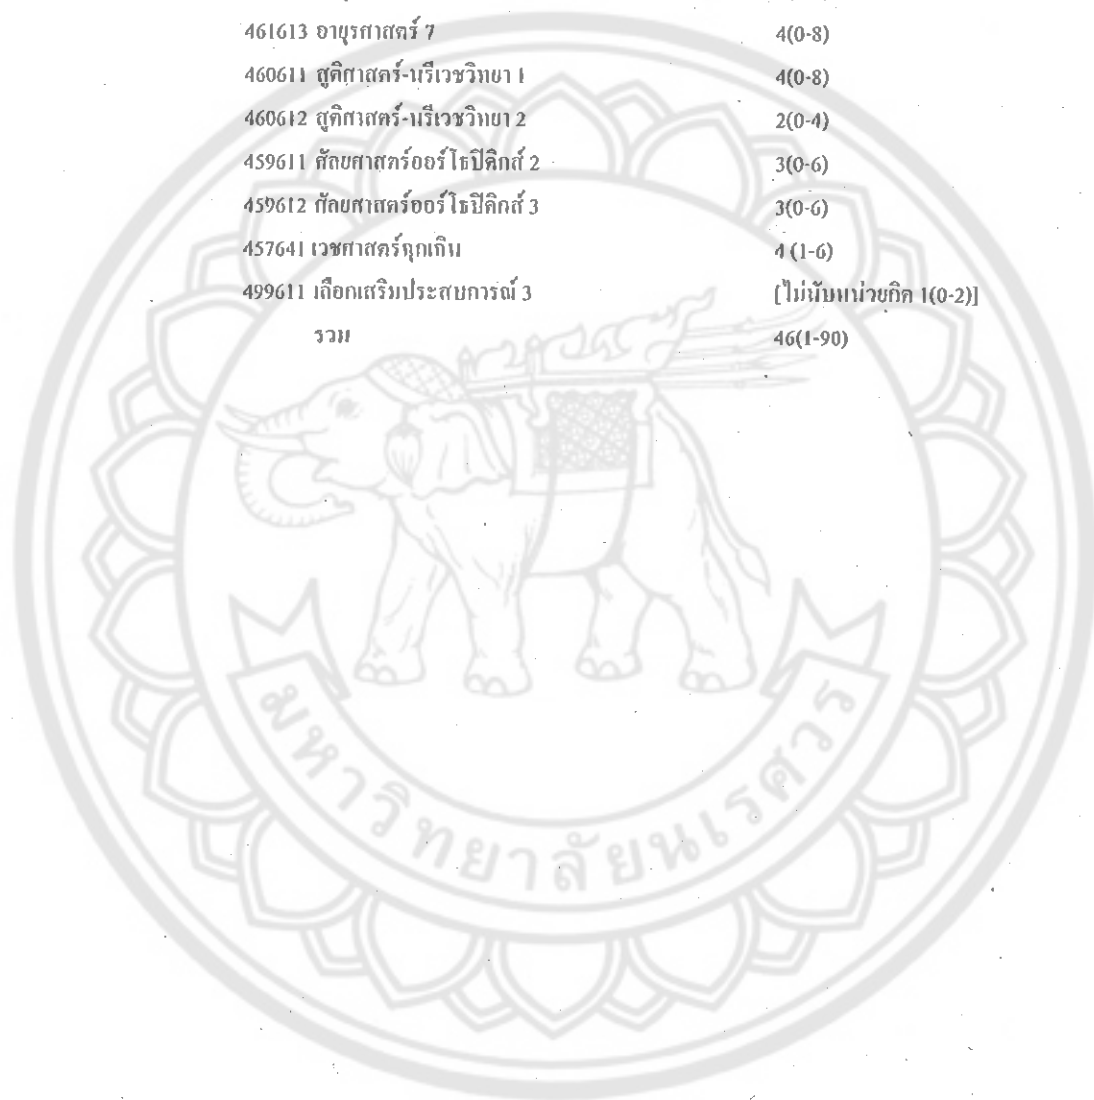 461613 อายุรศาสตร์ 7 4(0-8)
460611 สูติศาสตร์-นรีเวชวิทยา 1 4(0-8)
460612 สูติศาสตร์-นรีเวชวิทยา 2 2(0-4)
459611 ศัลยศาสตร์ออร์โธปิดิกส์ 2 3(0-6)
459612 ศัลยศาสตร์ออร์โธปิดิกส์ 3 3(0-6)
457641 เวชศาสตร์ฉุกเฉิน 4 (1-6)
499611 เลือกเสริมประสบการณ์ 3 [ไม่นับหน่วยกิต 1(0-2)]
รวม 46(1-90)
มหาวิทยาลัยนเรศวร